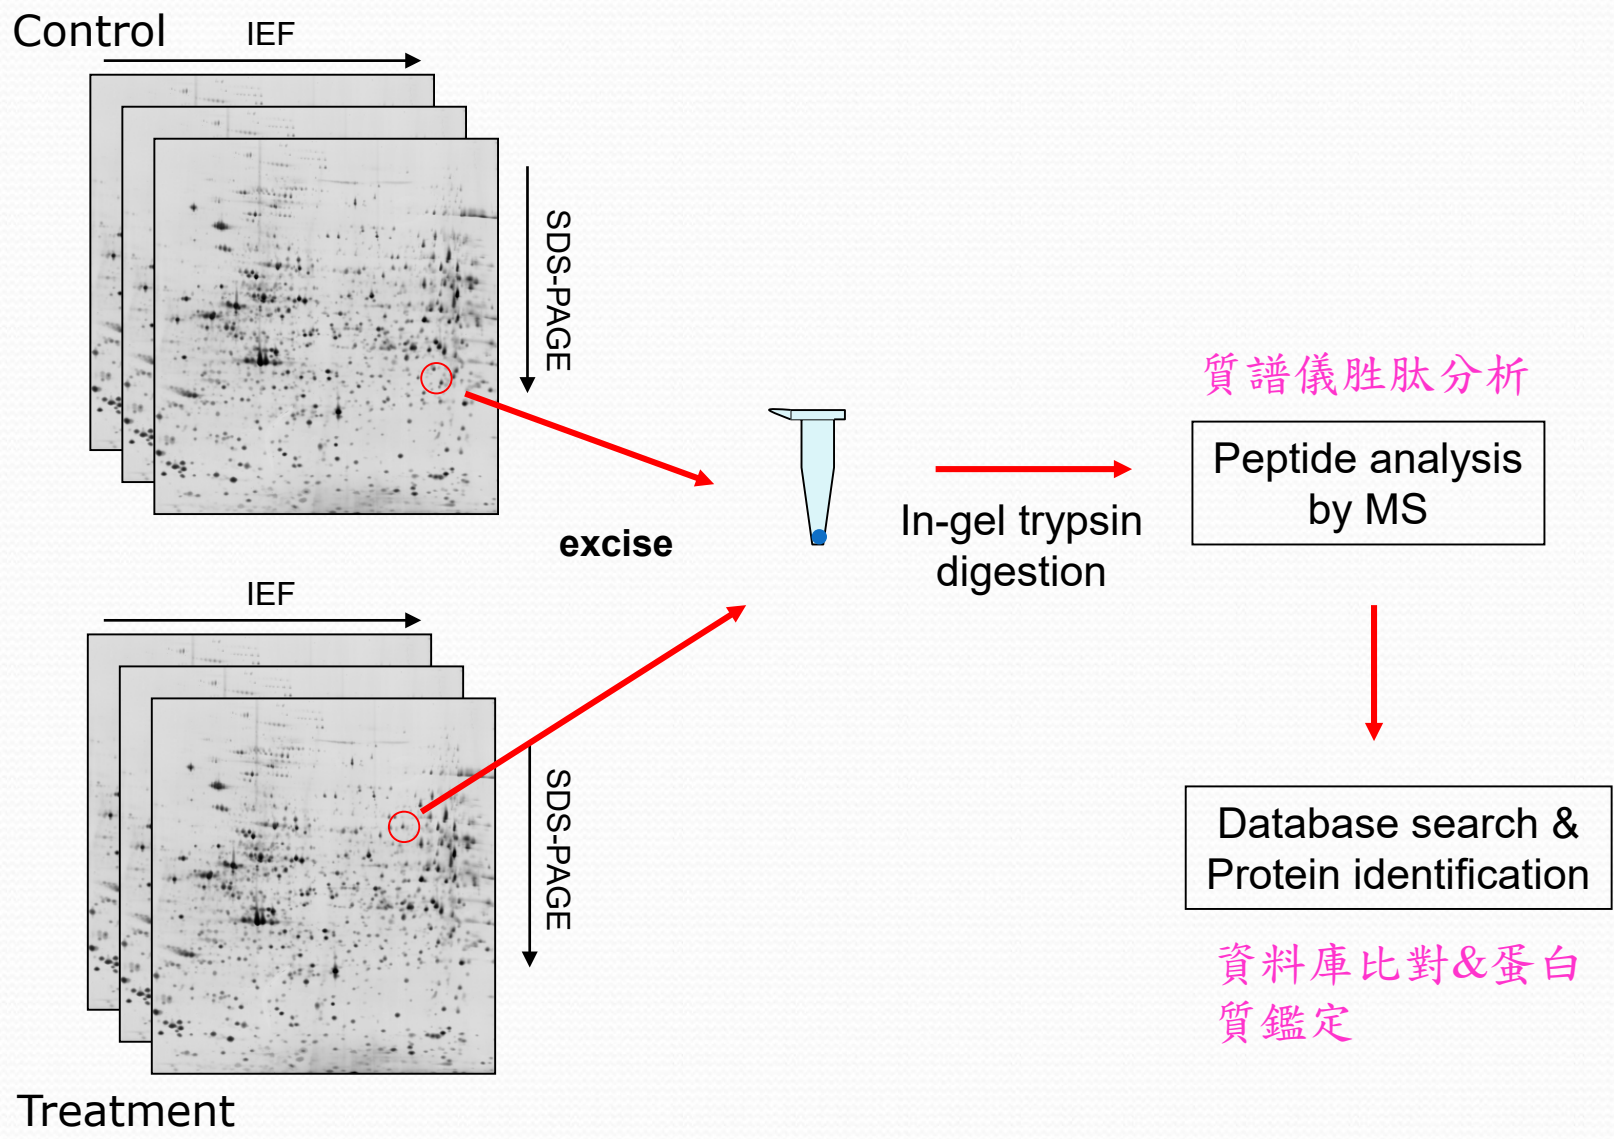 Control
IEF
SDS-PAGE
excise
In-gel trypsin
digestion
質譜儀胜肽分析
Peptide analysis
by MS
IEF
SDS-PAGE
Database search &
Protein identification
資料庫比對&蛋白
質鑑定
Treatment